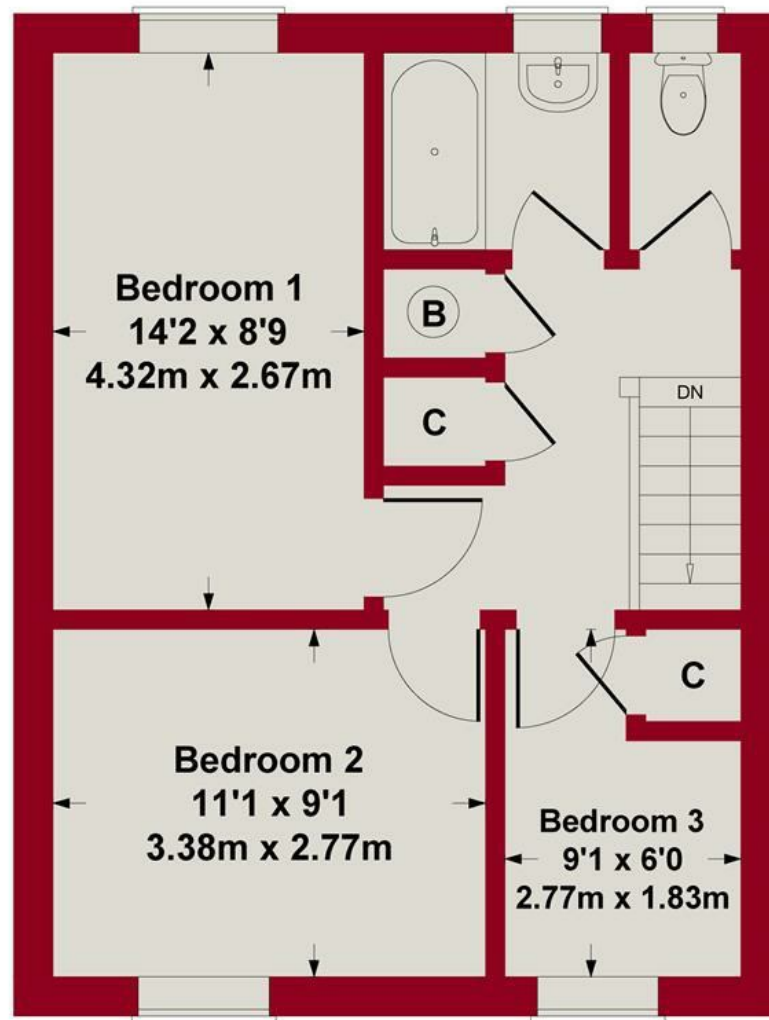 Bedroom 1
14'2 x 8'9
4.32m x 2.67m
B
C
DN
Bedroom 2
11'1 x 9'1
3.38m x 2.77m
C
Bedroom 3
9'1 x 6'0
2.77m x 1.83m